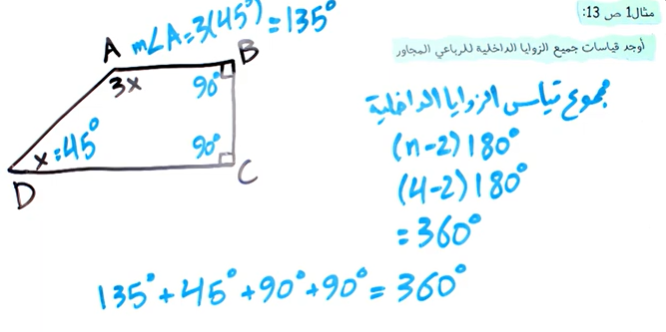 مثال1 ص 13:
أوجد قياسات جميع الزوايا الداخلية للرباعي المجاور
m∠A=3(45°)=135°
A
B
3x
90°
x=45°
90°
D
C
مجموع قياس الزوايا الداخلية
(n-2)180°
(4-2)180°
=360°
135°+45°+90°+90°=360°